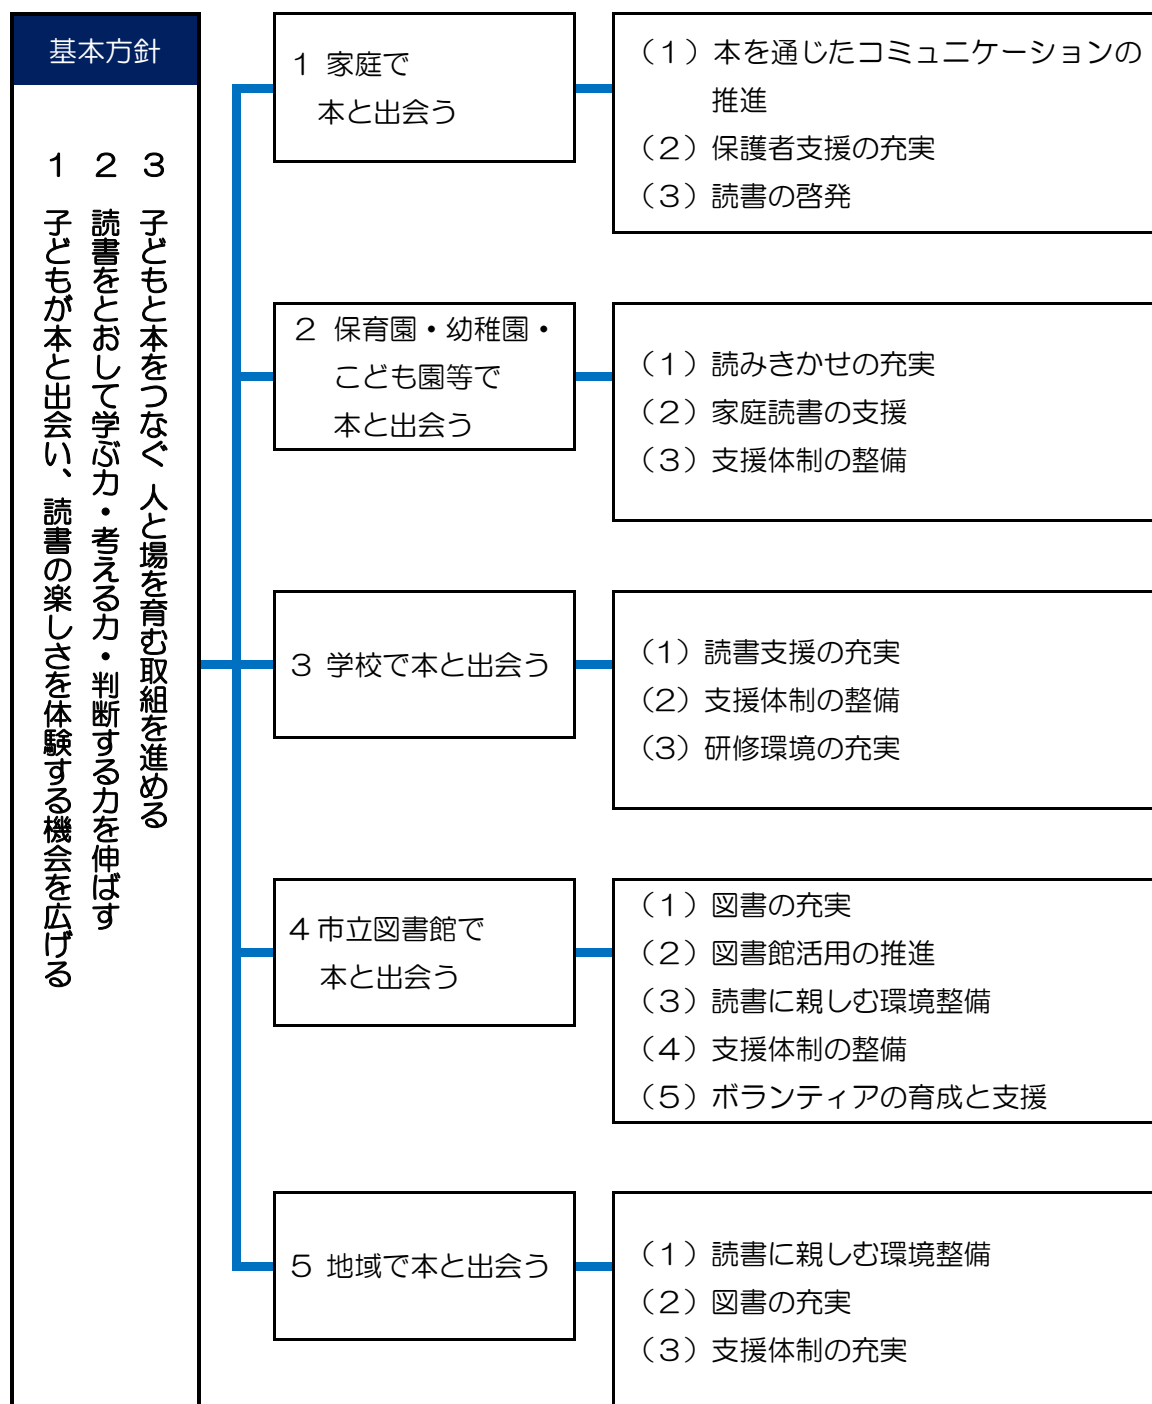 基本方針
1 子どもが本と出会い、読書の楽しさを体験する機会を広げる
2 読書をとおして学ぶ力・考える力・判断する力を伸ばす
3 子どもと本をつなぐ 人と場を育む取組を進める
1 家庭で
本と出会う
（1）本を通じたコミュニケーションの
推進
（2）保護者支援の充実
（3）読書の啓発
2 保育園・幼稚園・
こども園等で
本と出会う
（1）読みきかせの充実
（2）家庭読書の支援
（3）支援体制の整備
3 学校で本と出会う
（1）読書支援の充実
（2）支援体制の整備
（3）研修環境の充実
4 市立図書館で
本と出会う
（1）図書の充実
（2）図書館活用の推進
（3）読書に親しむ環境整備
（4）支援体制の整備
（5）ボランティアの育成と支援
5 地域で本と出会う
（1）読書に親しむ環境整備
（2）図書の充実
（3）支援体制の充実